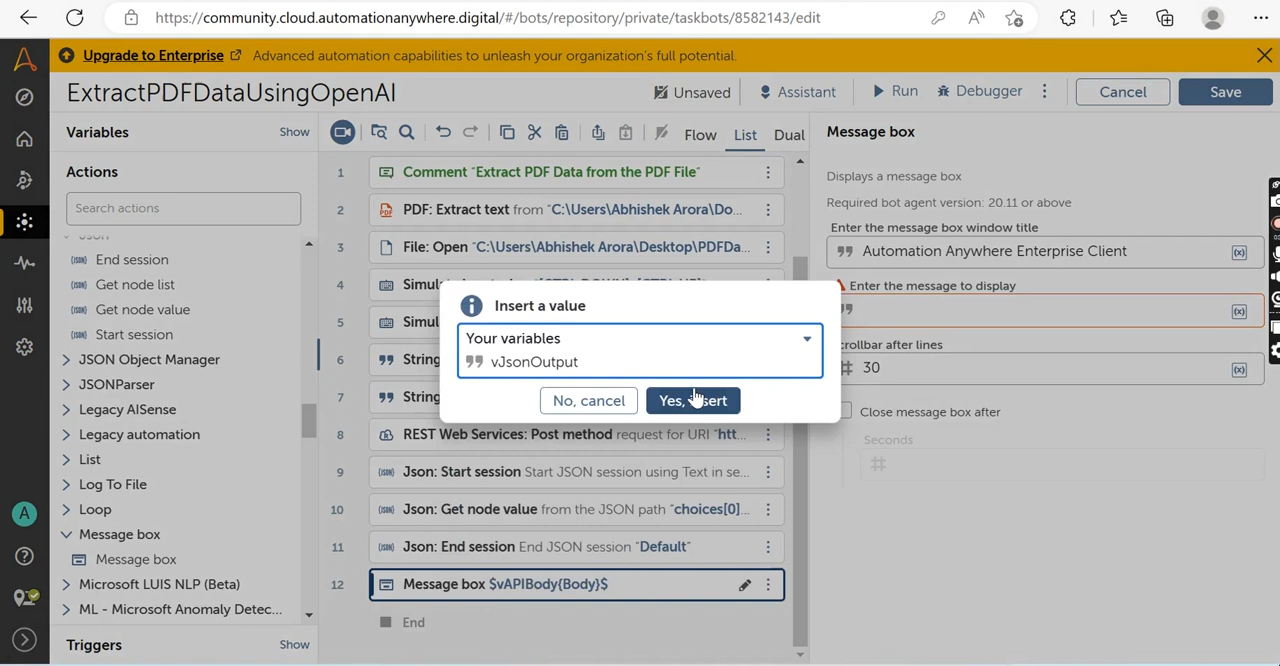 https://community.cloud.automationanywhere.digital/#/bots/repository/private/taskbots/8582143/edit
Upgrade to Enterprise Advanced automation capabilities to unleash your organization's full potential.
ExtractPDFDataUsingOpenAI
Unsaved
Assistant
Run
Debugger
Cancel
Save
Variables
Show
Flow
List
Dual
Actions
Search actions
Json
End session
Get node list
Get node value
Start session
JSON Object Manager
JSONParser
Legacy AISense
Legacy automation
List
Log To File
Loop
Message box
Message box
Microsoft LUIS NLP (Beta)
ML - Microsoft Anomaly Detec...
Triggers
Show
1 Comment "Extract PDF Data from the PDF File"
2 PDF: Extract text from "C:\Users\Abhishek Arora\Do...
3 File: Open "C:\Users\Abhishek Arora\Desktop\PDFDa...
4
5
6
7
8 REST Web Services: Post method request for URI "htt...
9 Json: Start session Start JSON session using Text in se...
10 Json: Get node value from the JSON path "choices[0]...
11 Json: End session End JSON session "Default"
12 Message box $vAPIBody{Body}$
End
Insert a value
Your variables
vJsonOutput
No, cancel
Yes, insert
Message box
Displays a message box
Required bot agent version: 20.11 or above
Enter the message box window title
Automation Anywhere Enterprise Client
(x)
Enter the message to display
(x)
30
(x)
Close message box after
Seconds
A